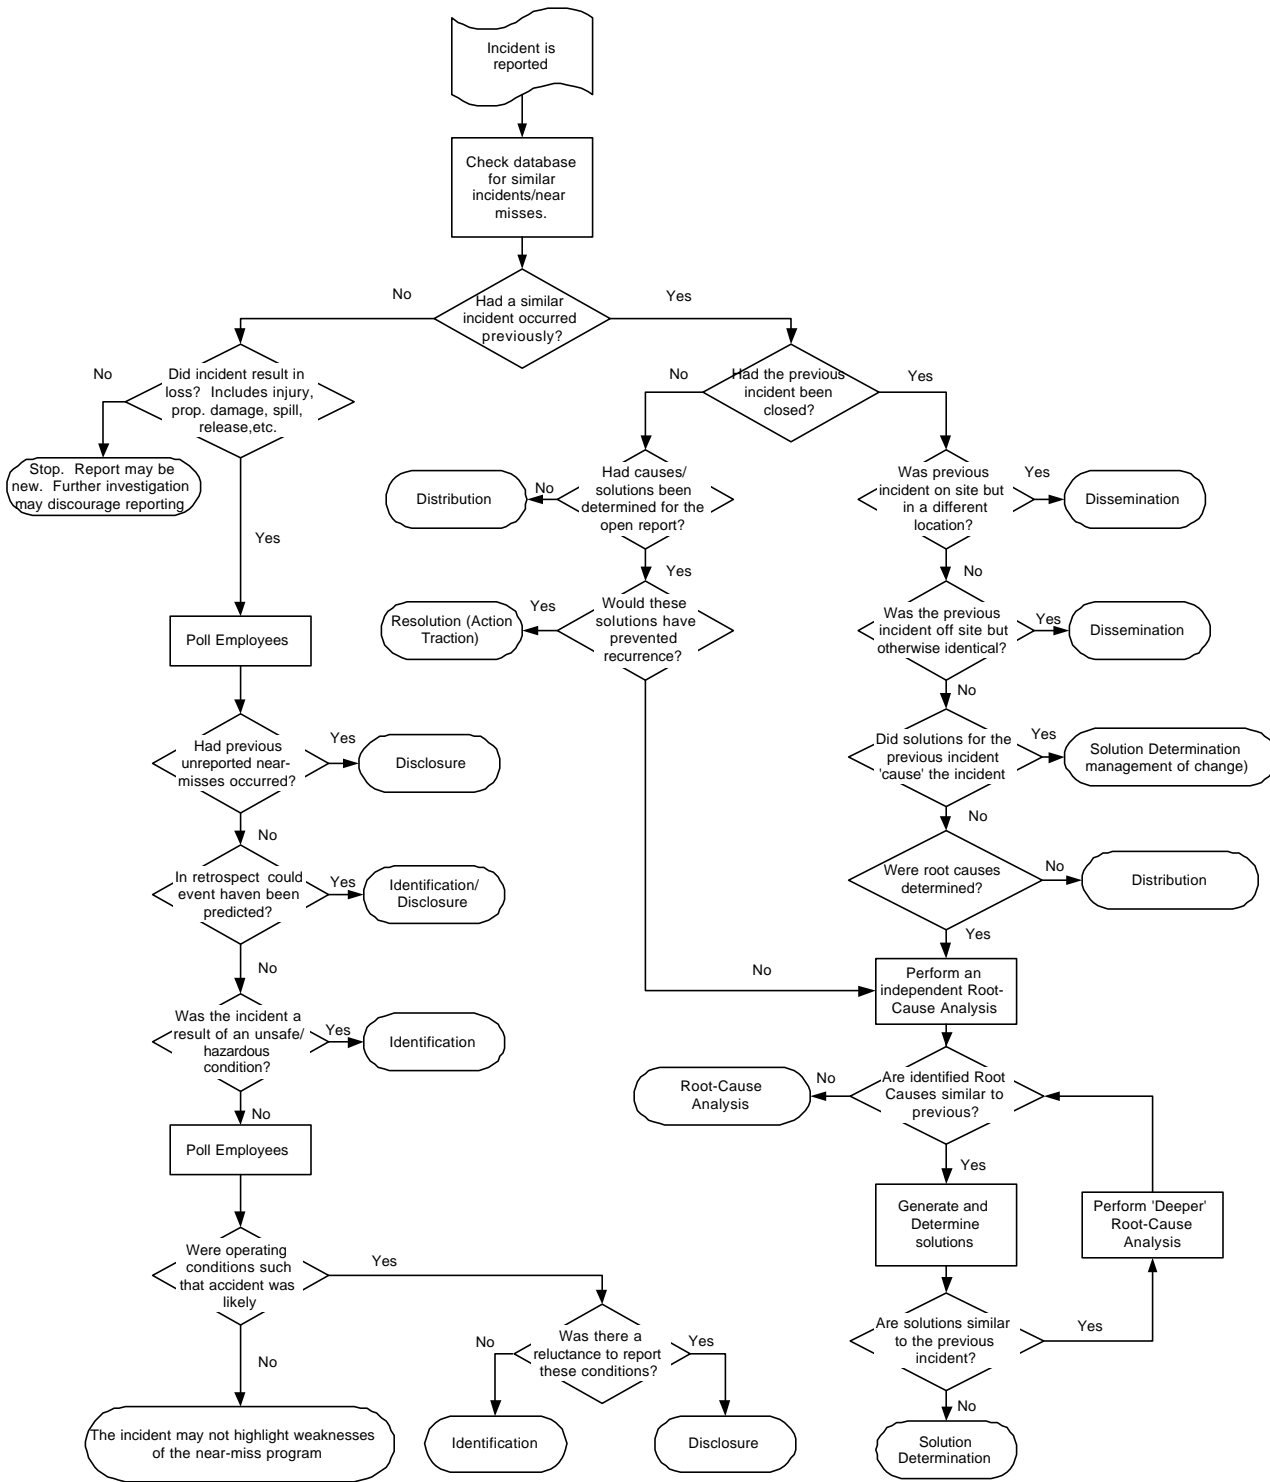 Incident is
reported
Check database
for similar
incidents/near
misses.
No
Yes
Had a similar
incident occurred
previously?
No
Did incident result in
loss? Includes injury,
prop. damage, spill,
release,etc.
No
Had the previous
incident been
closed?
Yes
Stop. Report may be
new. Further investigation
may discourage reporting
Yes
Distribution
No
Had causes/
solutions been
determined for the
open report?
Was previous
incident on site but
in a different
location?
Yes
Dissemination
Yes
No
Poll Employees
Resolution (Action
Traction)
Yes
Would these
solutions have
prevented
recurrence?
Was the previous
incident off site but
otherwise identical?
Yes
Dissemination
No
Had previous
unreported near-
misses occurred?
Yes
Disclosure
Did solutions for the
previous incident
'cause' the incident
Yes
Solution Determination
management of change)
No
No
In retrospect could
event haven been
predicted?
Yes
Identification/
Disclosure
Were root causes
determined?
No
Distribution
Yes
No
No
Perform an
independent Root-
Cause Analysis
Was the incident a
result of an unsafe/
hazardous
condition?
Yes
Identification
No
Root-Cause
Analysis
No
Are identified Root
Causes similar to
previous?
Poll Employees
Yes
Generate and
Determine
solutions
Perform 'Deeper'
Root-Cause
Analysis
Were operating
conditions such
that accident was
likely
Yes
No
No
Was there a
reluctance to report
these conditions?
Yes
Are solutions similar
to the previous
incident?
Yes
No
The incident may not highlight weaknesses
of the near-miss program
Identification
Disclosure
Solution
Determination